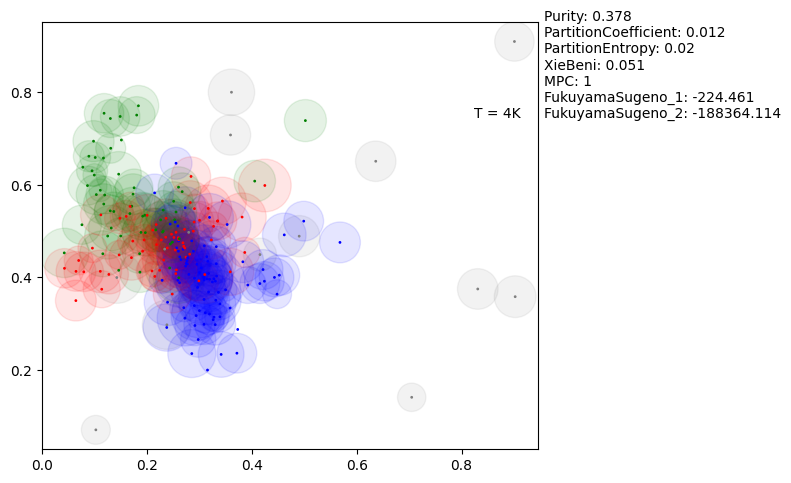 Purity: 0.378
PartitionCoefficient: 0.012
PartitionEntropy: 0.02
XieBeni: 0.051
MPC: 1
FukuyamaSugeno_1: -224.461
FukuyamaSugeno_2: -188364.114
T = 4K
0.8
0.6
0.4
0.2
0.0
0.2
0.4
0.6
0.8